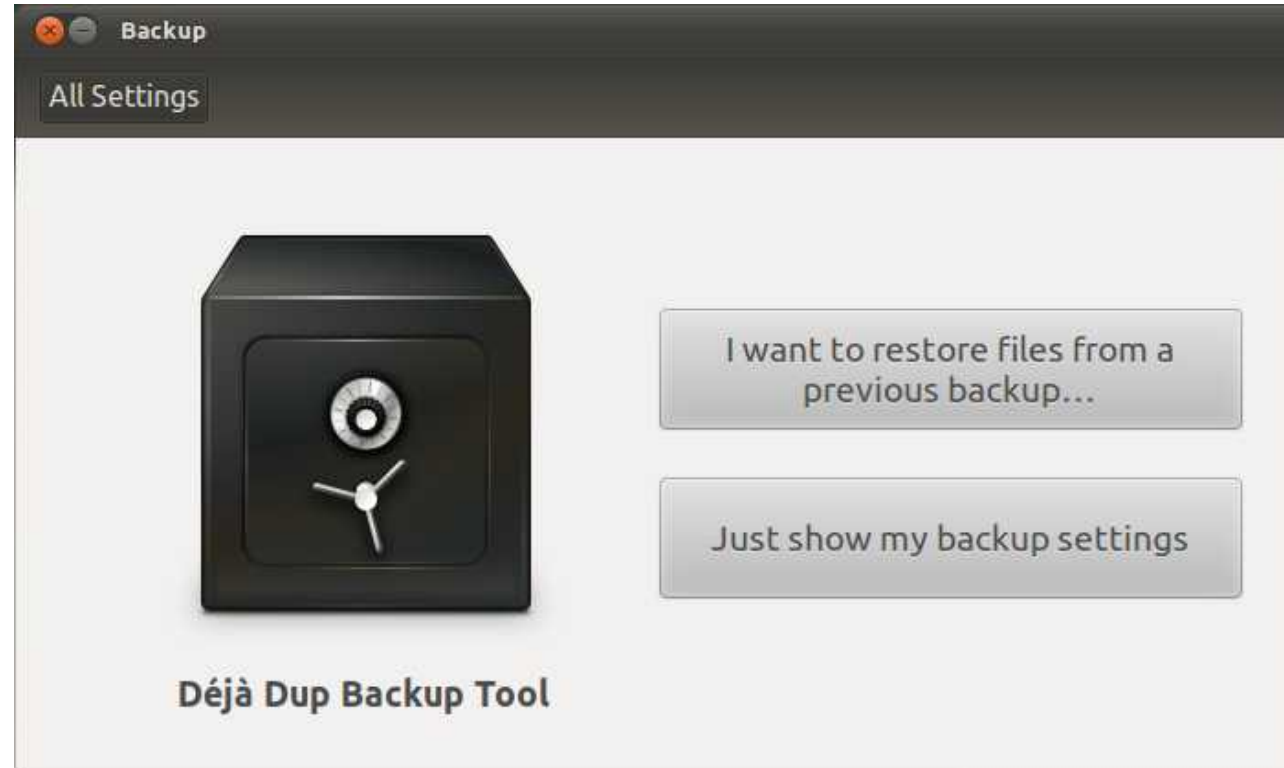 Backup
All Settings
I want to restore files from a
previous backup…
Just show my backup settings
Déjà Dup Backup Tool